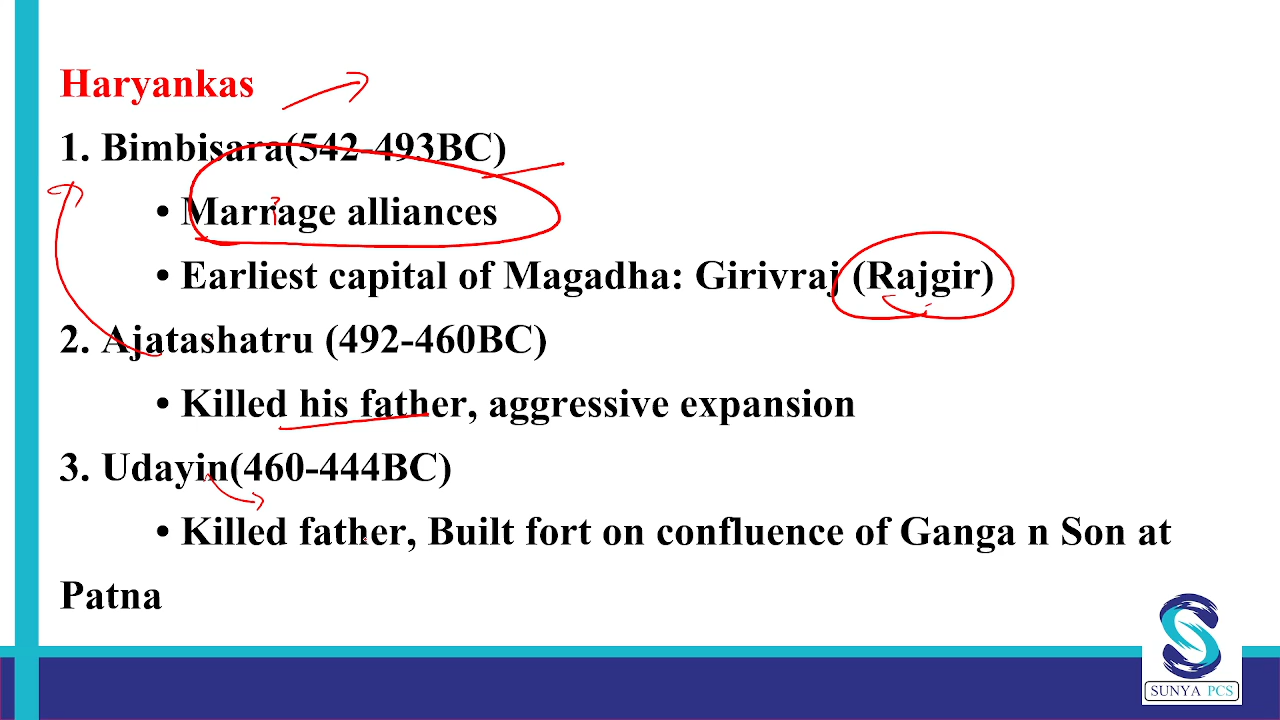 Haryankas
1. Bimbisara(542-493BC)
• Marrage alliances
• Earliest capital of Magadha: Girivraj (Rajgir)
2. Ajatashatru (492-460BC)
• Killed his father, aggressive expansion
3. Udayin(460-444BC)
• Killed father, Built fort on confluence of Ganga n Son at
Patna
SUNYA PCS